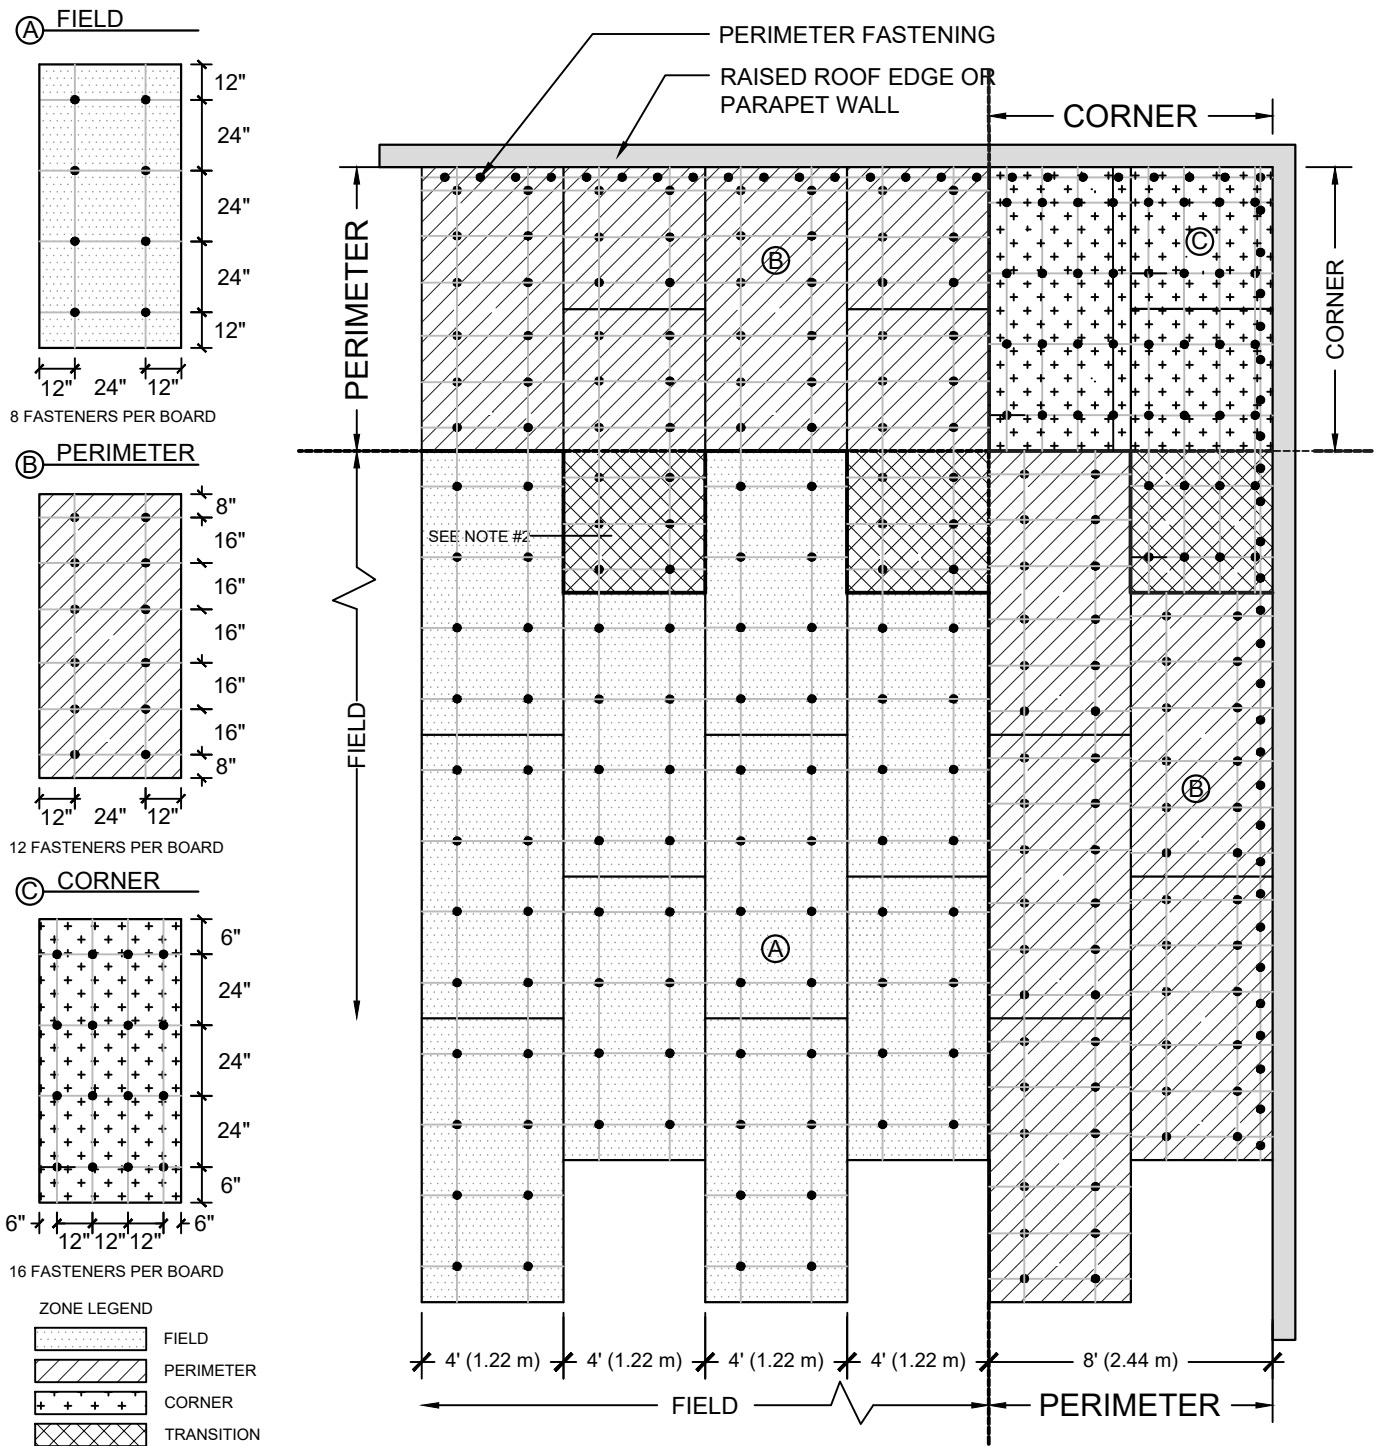 A FIELD
12"
24"
24"
24"
12"
12" 24" 12"
8 FASTENERS PER BOARD
B PERIMETER
8"
16"
16"
16"
16"
16"
8"
12" 24" 12"
12 FASTENERS PER BOARD
C CORNER
6"
24"
24"
24"
6"
6" 12" 12" 12" 6"
16 FASTENERS PER BOARD
ZONE LEGEND
FIELD
PERIMETER
CORNER
TRANSITION
PERIMETER FASTENING
RAISED ROOF EDGE OR
PARAPET WALL
CORNER
PERIMETER
B
C
CORNER
SEE NOTE #2
FIELD
B
A
4' (1.22 m) 4' (1.22 m) 4' (1.22 m) 4' (1.22 m) 8' (2.44 m)
FIELD PERIMETER